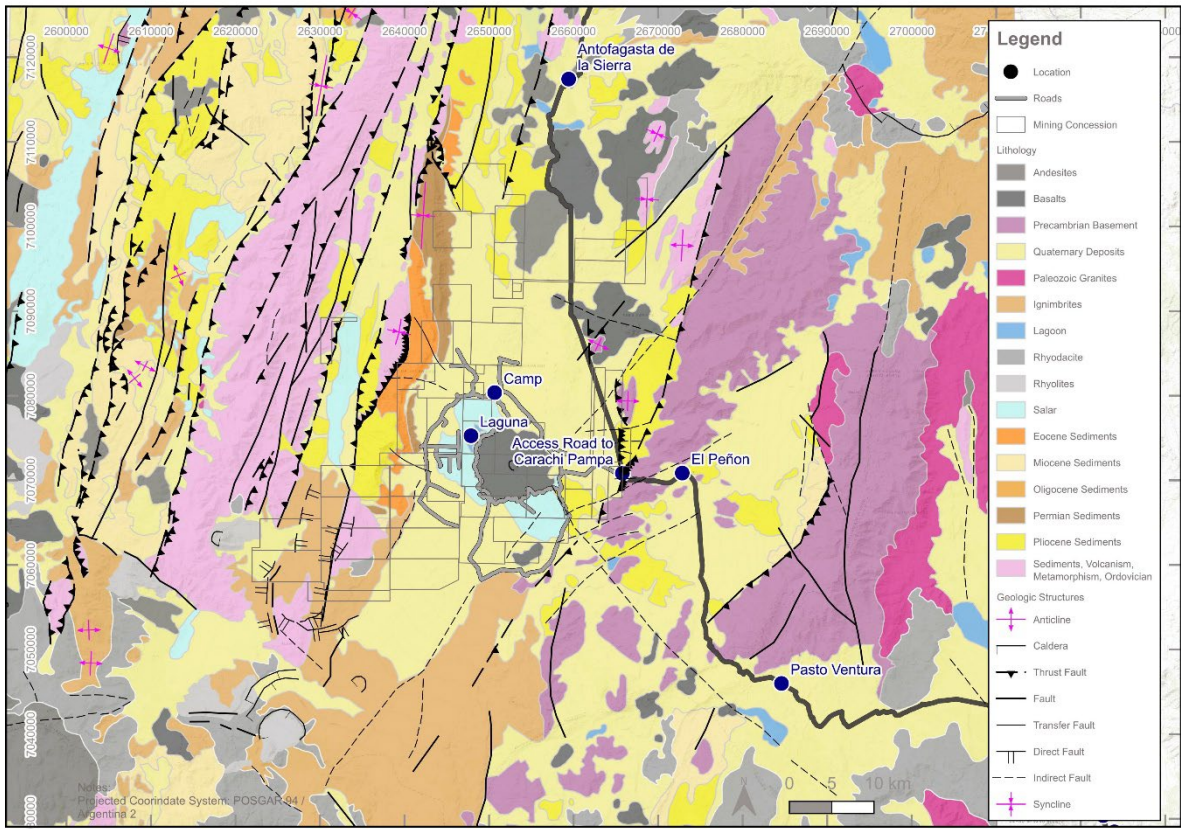 2600000 2610000 2620000 2630000 2640000 2650000 2660000 2670000 2680000 2690000 2700000
7120000
7110000
7100000
7090000
7080000
7070000
7060000
7050000
7040000
Antofagasta de
la Sierra
Camp
Laguna
Access Road to
Carachi Pampa
El Peñon
Pasto Ventura
0 5 10 km
N
Notes:
Projected Coorindate System: POSGAR 94 /
Argentina 2
Legend
Location
Roads
Mining Concession
Lithology
Andesites
Basalts
Precambrian Basement
Quaternary Deposits
Paleozoic Granites
Ignimbrites
Lagoon
Rhyodacite
Rhyolites
Salar
Eocene Sediments
Miocene Sediments
Oligocene Sediments
Permian Sediments
Pliocene Sediments
Sediments, Volcanism,
Metamorphism, Ordovician
Geologic Structures
Anticline
Caldera
Thrust Fault
Fault
Transfer Fault
Direct Fault
Indirect Fault
Syncline